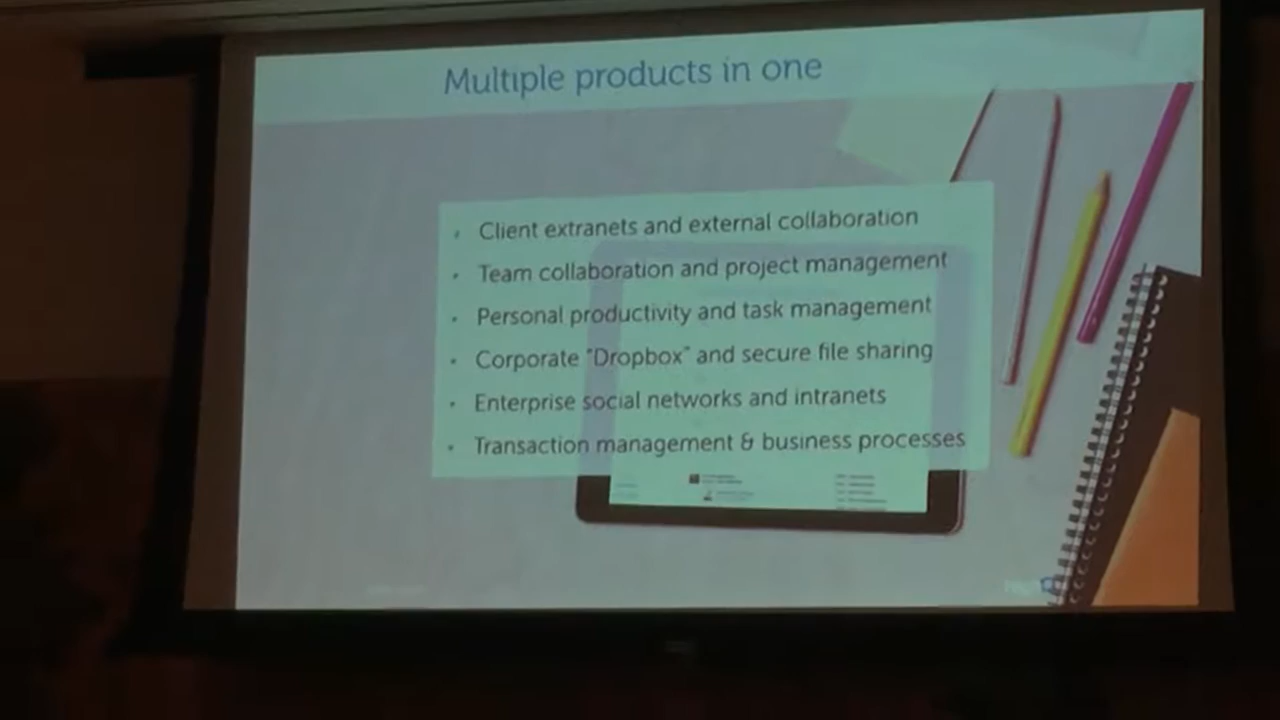 Multiple products in one
Client extranets and external collaboration
Team collaboration and project management
Personal productivity and task management
Corporate "Dropbox" and secure file sharing
Enterprise social networks and intranets
Transaction management & business processes